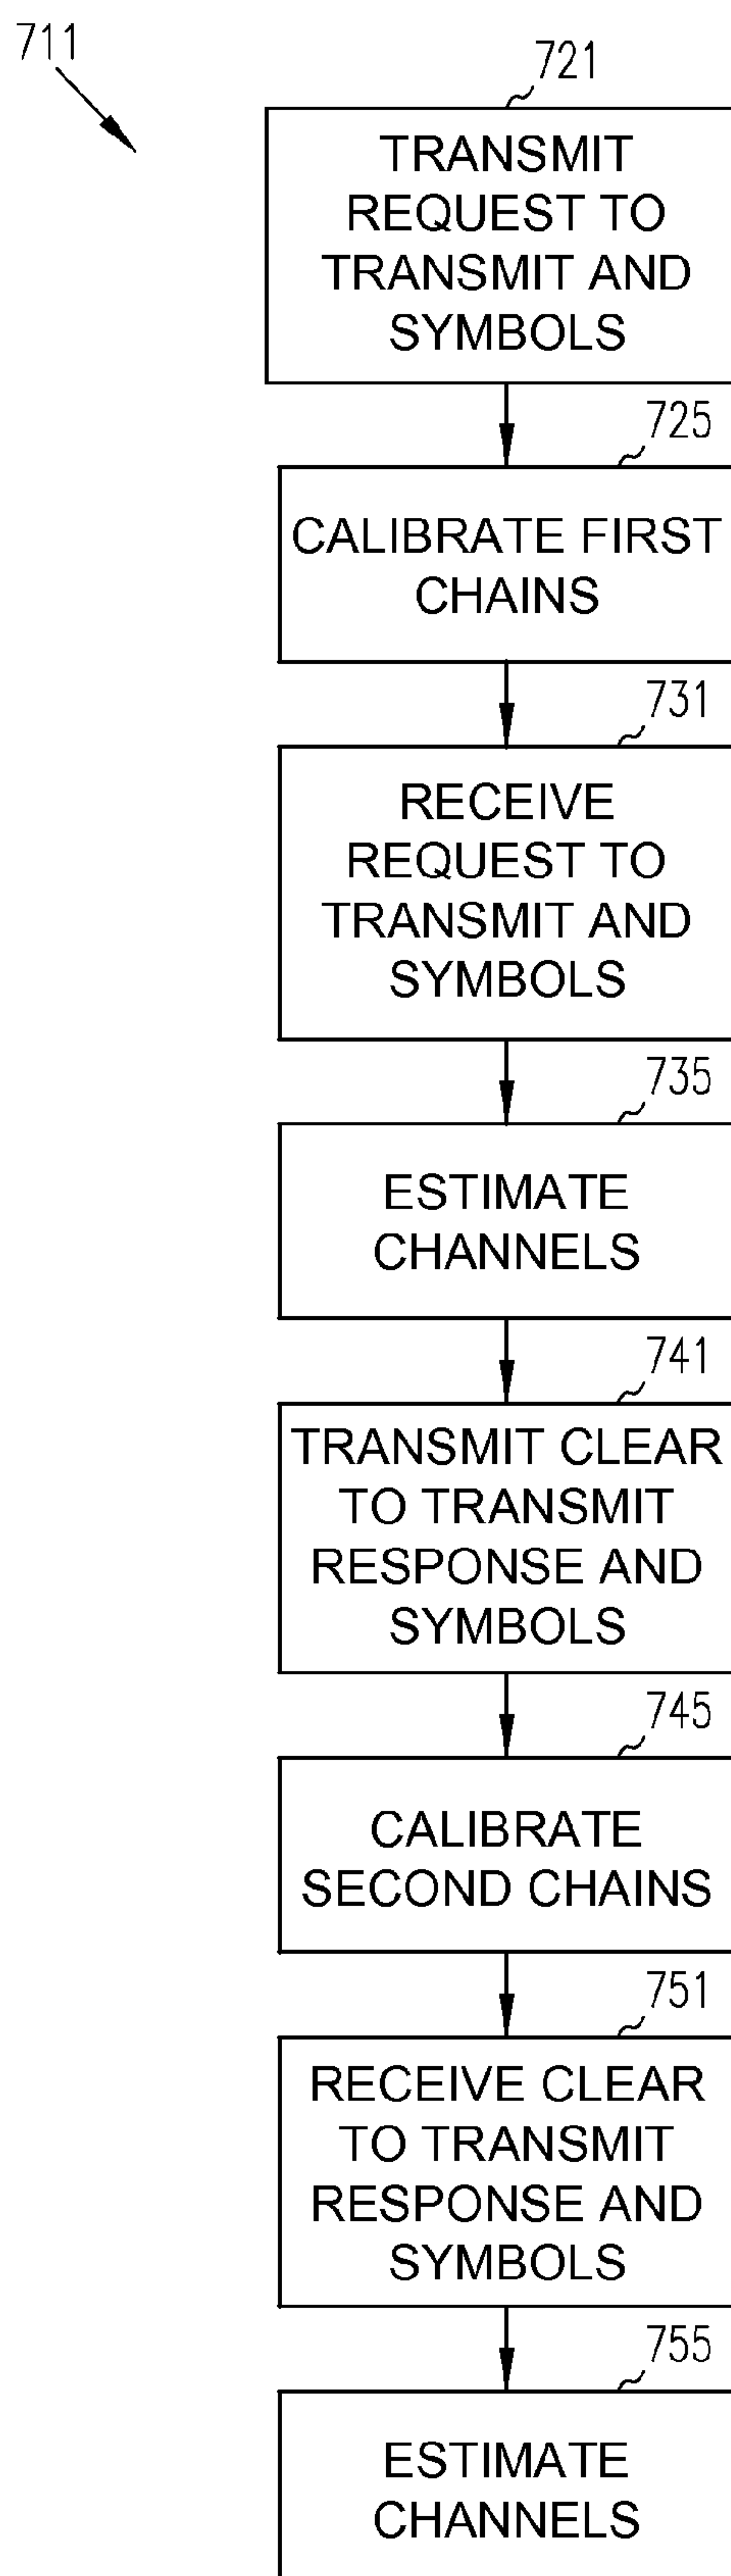 711
721
TRANSMIT
REQUEST TO
TRANSMIT AND
SYMBOLS
725
CALIBRATE FIRST
CHAINS
731
RECEIVE
REQUEST TO
TRANSMIT AND
SYMBOLS
735
ESTIMATE
CHANNELS
741
TRANSMIT CLEAR
TO TRANSMIT
RESPONSE AND
SYMBOLS
745
CALIBRATE
SECOND CHAINS
751
RECEIVE CLEAR
TO TRANSMIT
RESPONSE AND
SYMBOLS
755
ESTIMATE
CHANNELS